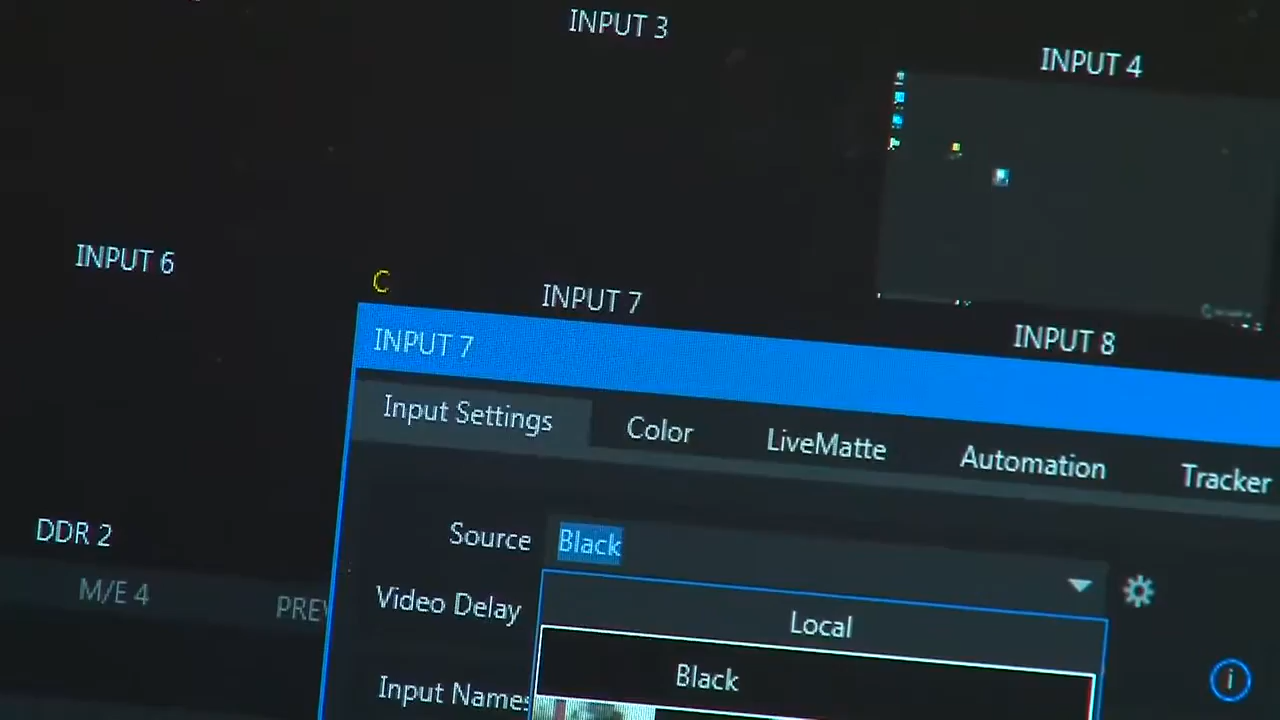 INPUT 3
INPUT 4
INPUT 6
C
INPUT 7
INPUT 8
INPUT 7
Input Settings Color LiveMatte Automation Tracker
Source Black
DDR 2
M/E 4
Video Delay
Local
Black
Input Names
i